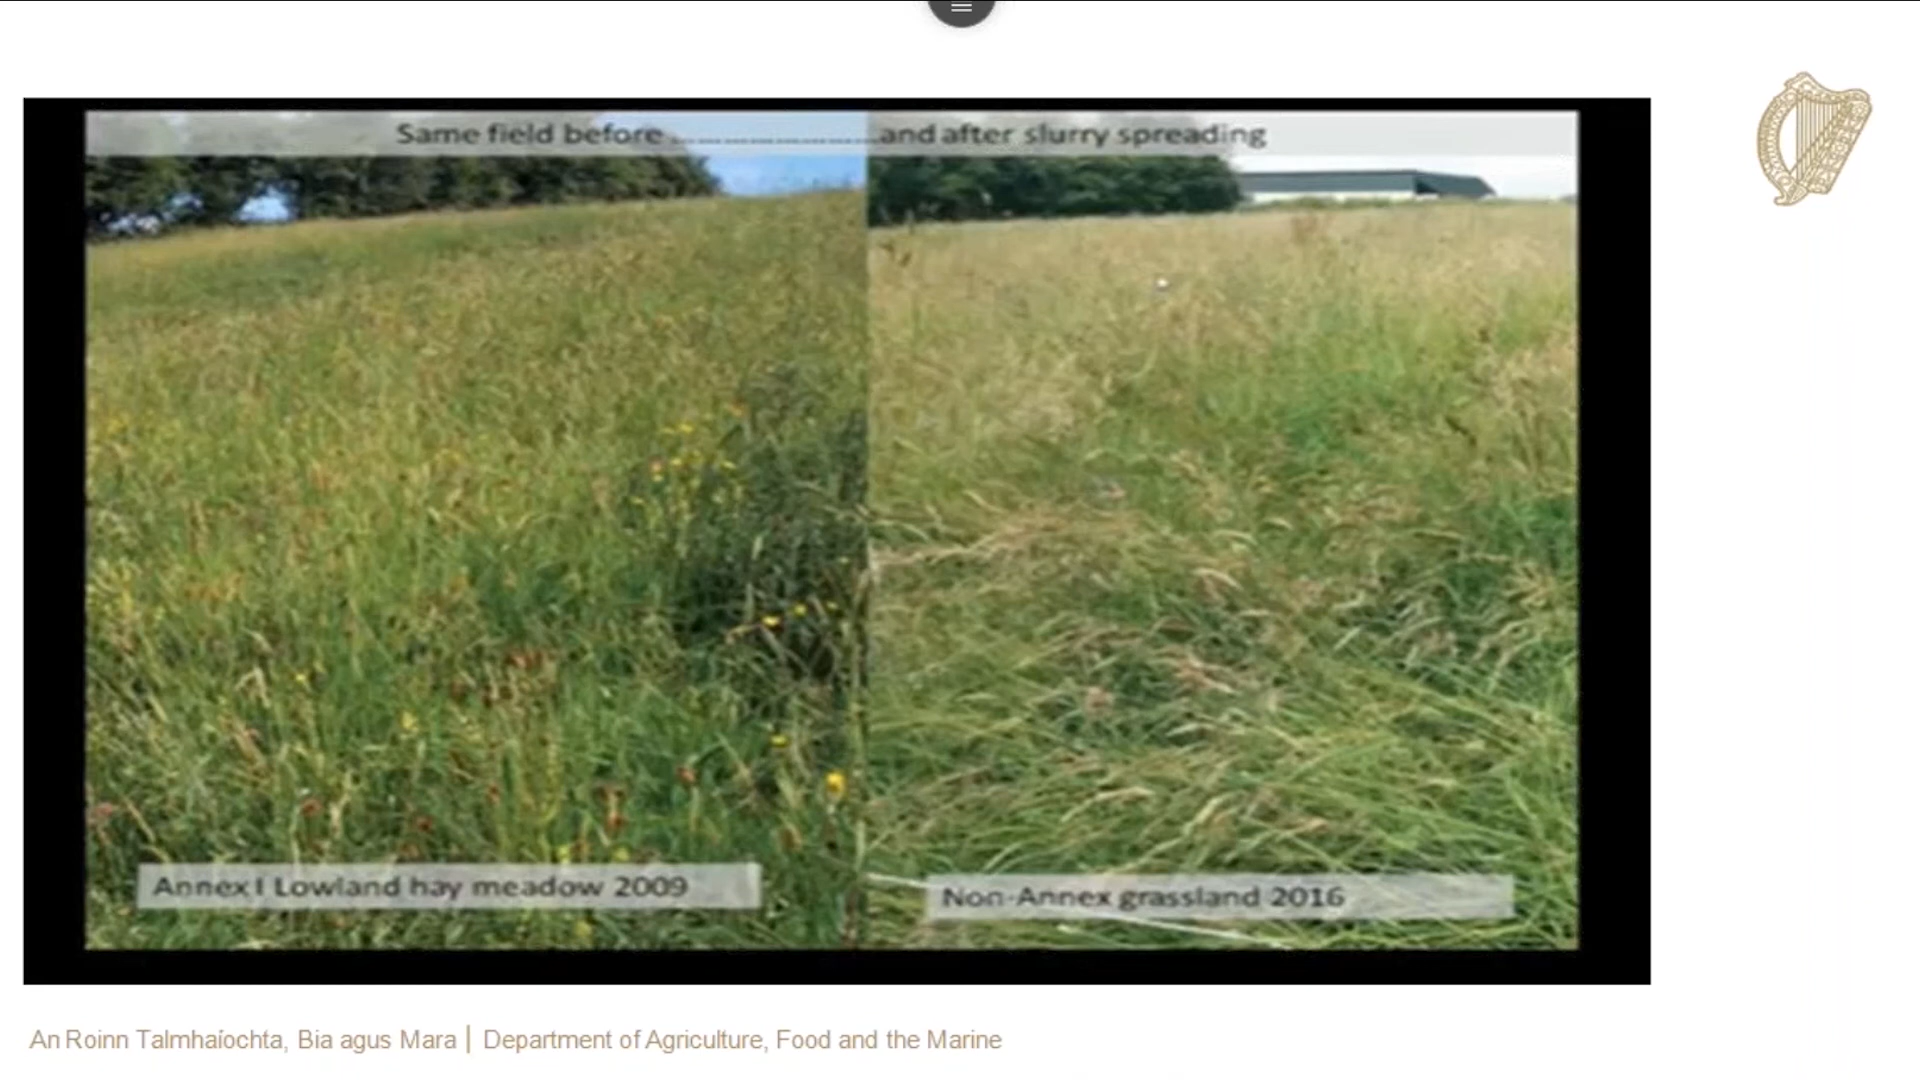 Same field before ........................ and after slurry spreading
Annex I Lowland hay meadow 2009
Non-Annex grassland 2016
An Roinn Talmhaíochta, Bia agus Mara | Department of Agriculture, Food and the Marine